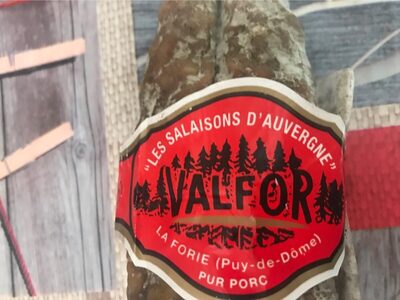 "LES SALAISONS D'AUVERGNE"
VALFOR
LA FORIE (Puy-de-Dôme)
PUR PORC